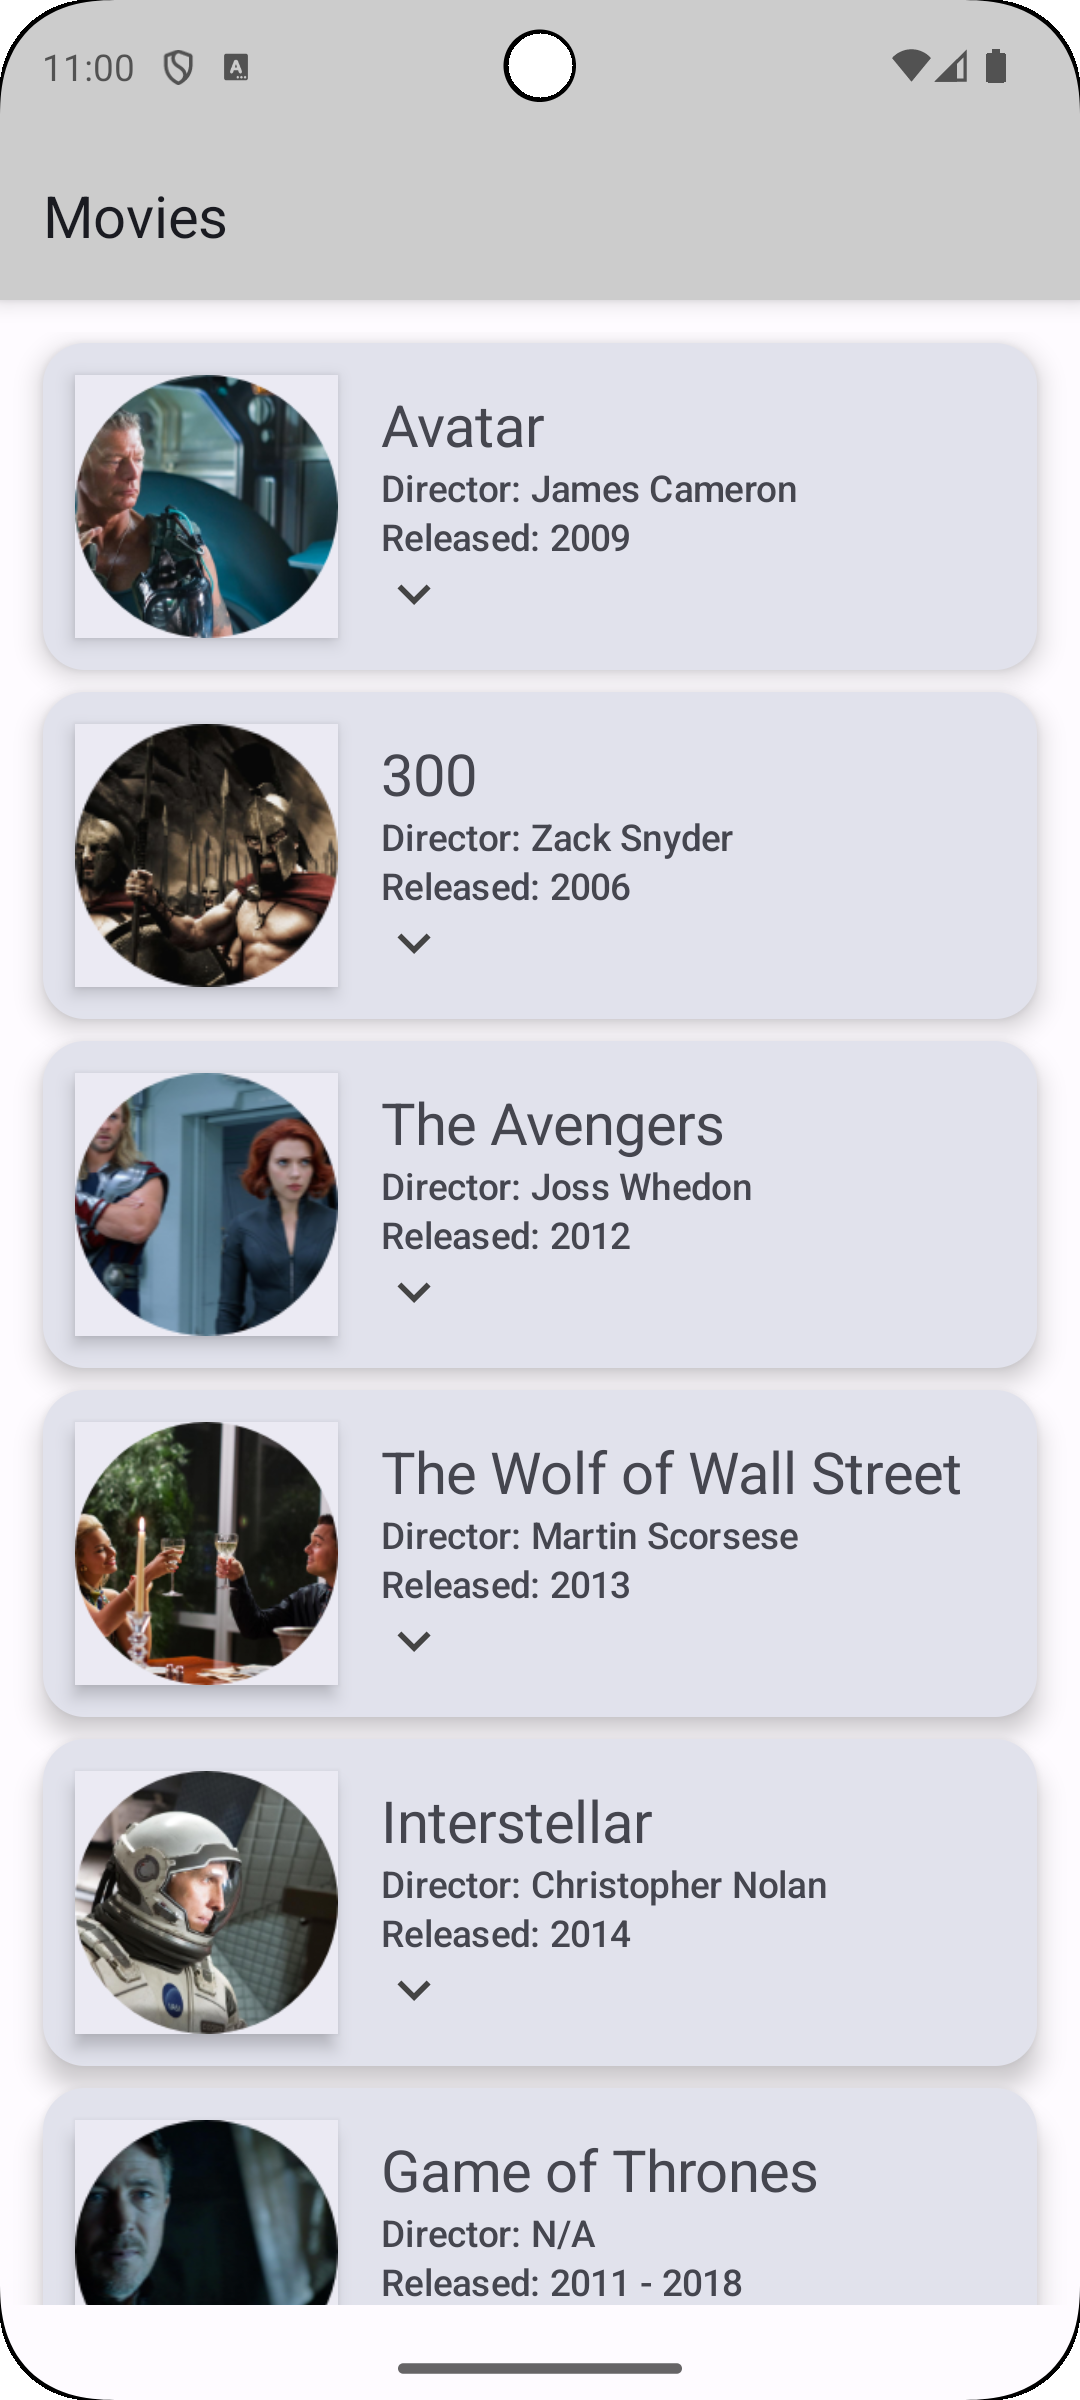 11:00
Movies
Avatar
Director: James Cameron
Released: 2009
300
Director: Zack Snyder
Released: 2006
The Avengers
Director: Joss Whedon
Released: 2012
The Wolf of Wall Street
Director: Martin Scorsese
Released: 2013
Interstellar
Director: Christopher Nolan
Released: 2014
Game of Thrones
Director: N/A
Released: 2011 - 2018